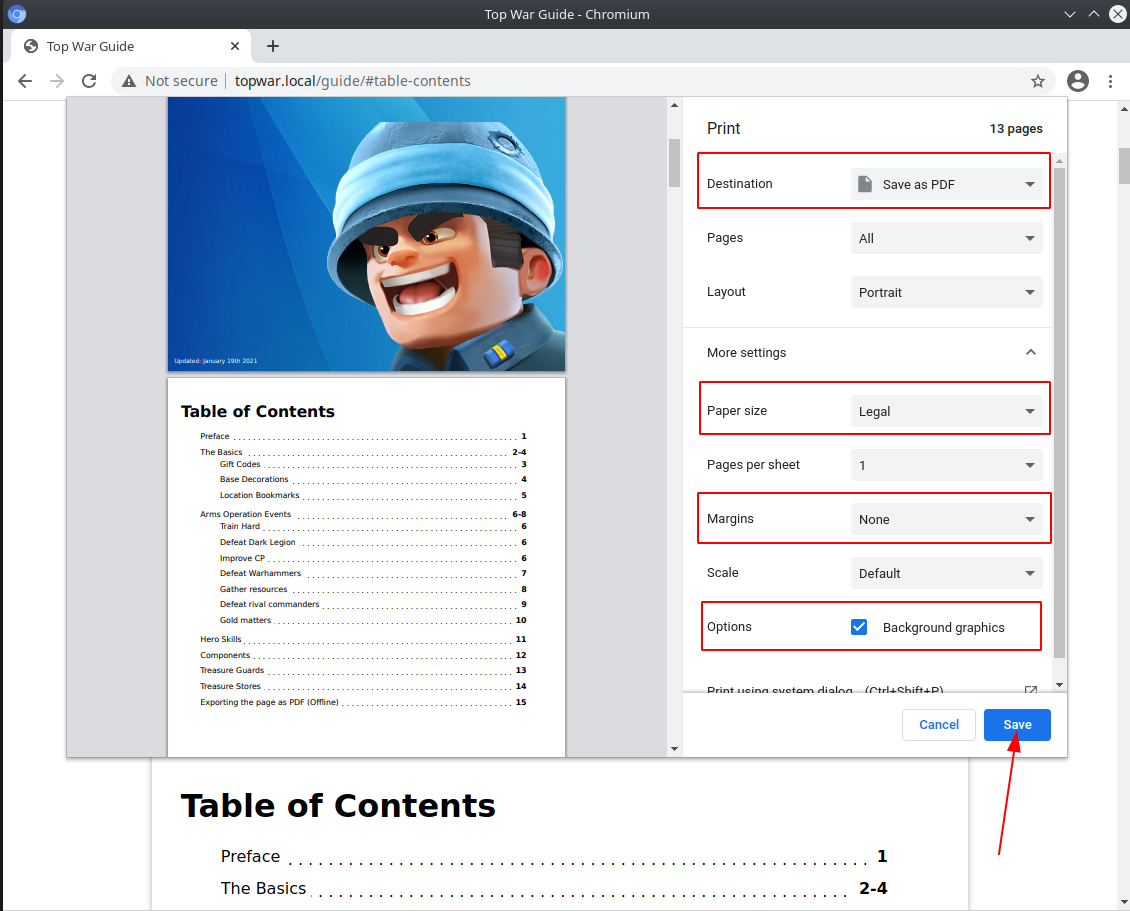 Top War Guide - Chromium
Top War Guide
Not secure topwar.local/guide/#table-contents
Updated: January 19th 2021
Table of Contents
Preface 1
The Basics 2-4
Gift Codes 3
Base Decorations 4
Location Bookmarks 5
Arms Operation Events 6-8
Train Hard 6
Defeat Dark Legion 6
Improve CP 6
Defeat Warhammers 7
Gather resources 8
Defeat rival commanders 9
Gold matters 10
Hero Skills 11
Components 12
Treasure Guards 13
Treasure Stores 14
Exporting the page as PDF (Offline) 15
Print 13 pages
Destination Save as PDF
Pages All
Layout Portrait
More settings
Paper size Legal
Pages per sheet 1
Margins None
Scale Default
Options Background graphics
Print using system dialog... (Ctrl+Shift+P)
Cancel Save
Table of Contents
Preface 1
The Basics 2-4